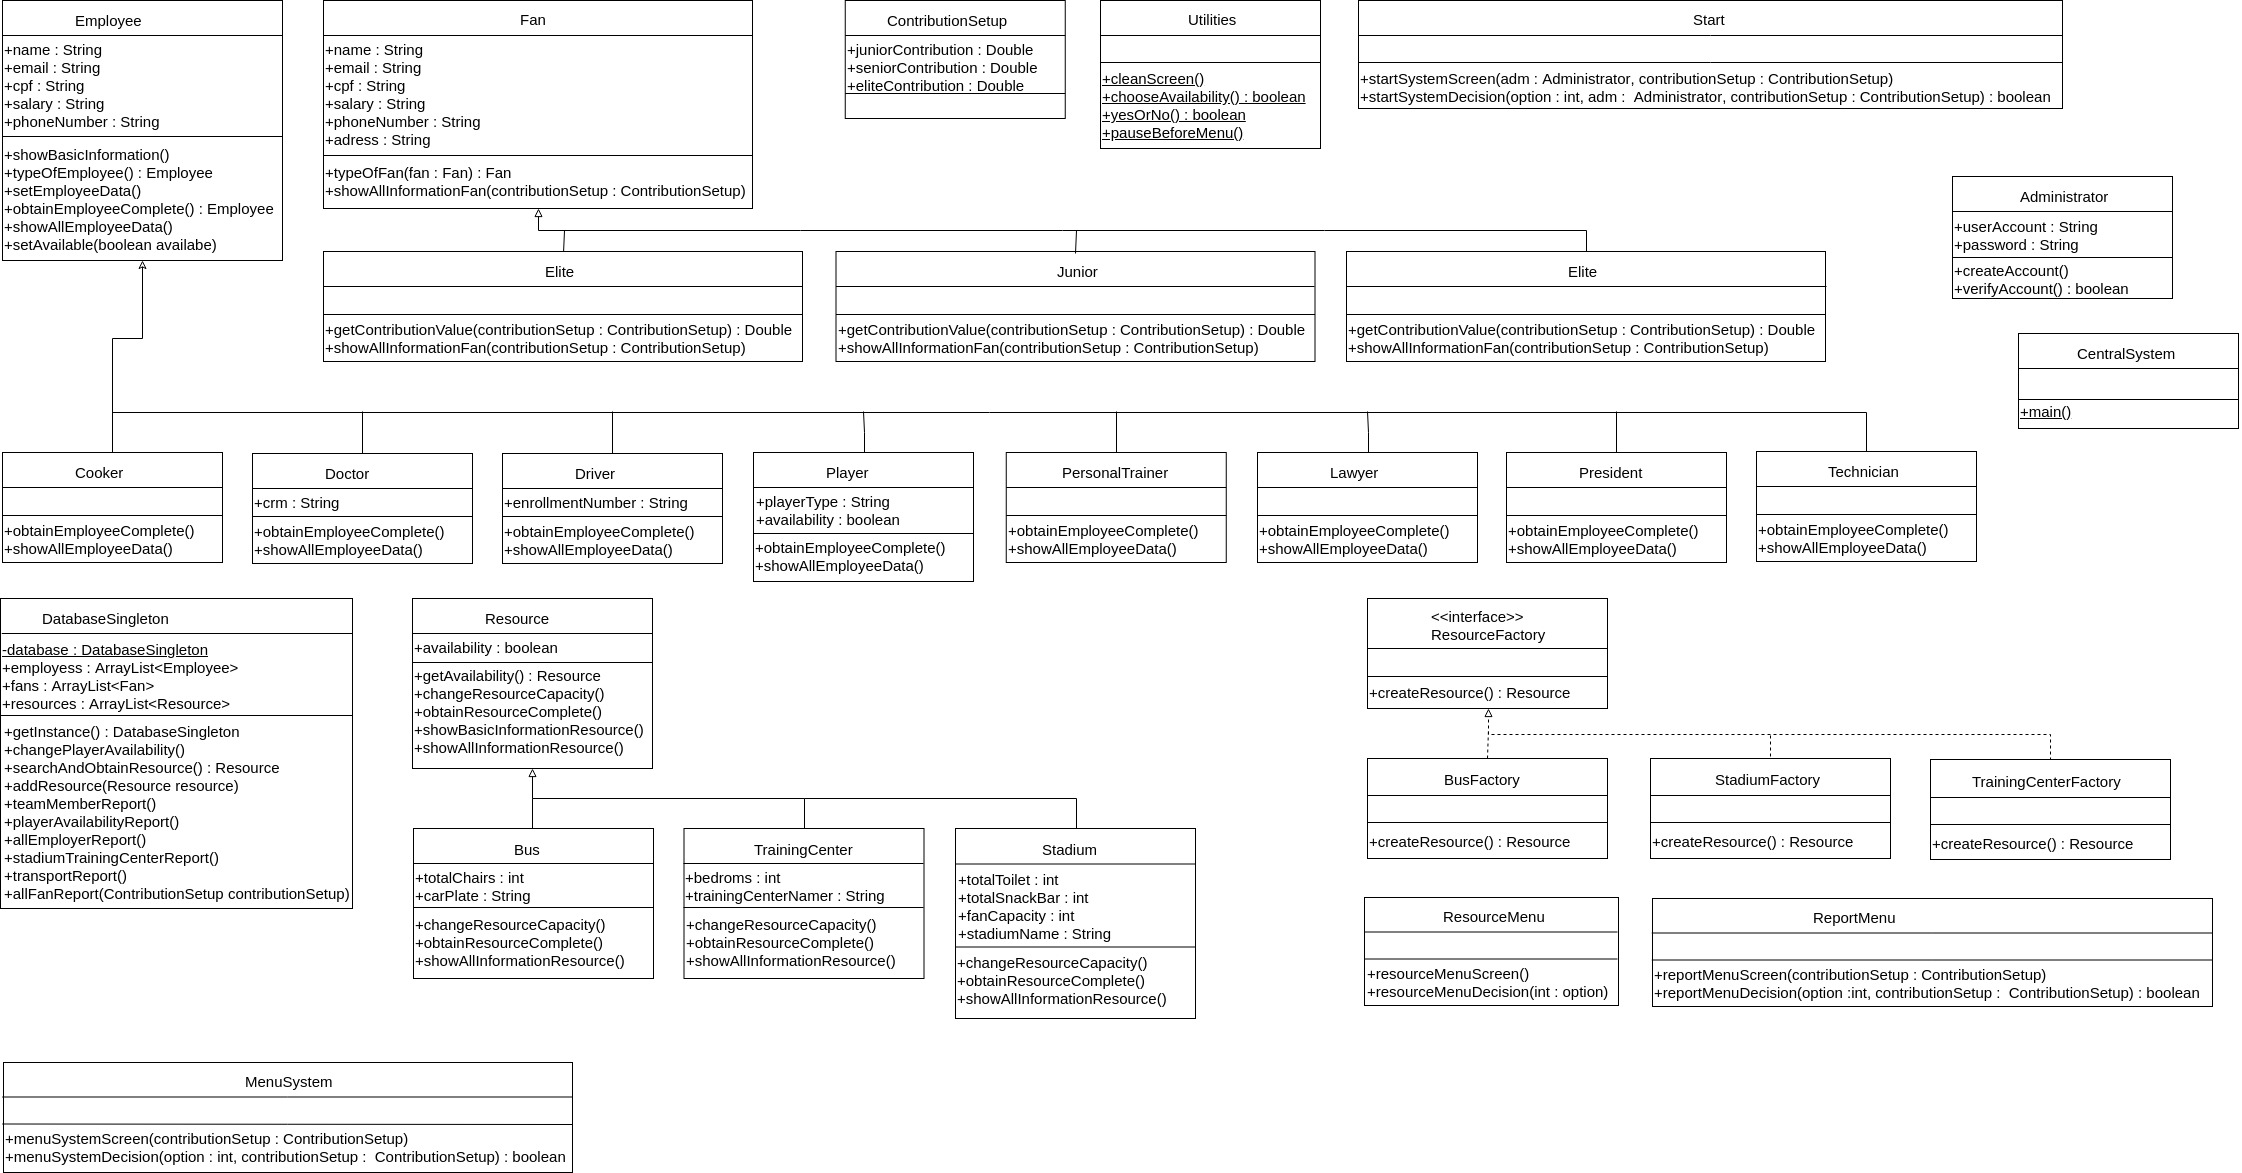 Employee
+name : String
+email : String
+cpf : String
+salary : String
+phoneNumber : String
+showBasicInformation()
+typeOfEmployee() : Employee
+setEmployeeData()
+obtainEmployeeComplete() : Employee
+showAllEmployeeData()
+setAvailable(boolean availabe)
Fan
+name : String
+email : String
+cpf : String
+salary : String
+phoneNumber : String
+adress : String
+typeOfFan(fan : Fan) : Fan
+showAllInformationFan(contributionSetup : ContributionSetup)
ContributionSetup
+juniorContribution : Double
+seniorContribution : Double
+eliteContribution : Double
Utilities
+cleanScreen()
+chooseAvailability() : boolean
+yesOrNo() : boolean
+pauseBeforeMenu()
Start
+startSystemScreen(adm : Administrator, contributionSetup : ContributionSetup)
+startSystemDecision(option : int, adm :  Administrator, contributionSetup : ContributionSetup) : boolean
Administrator
+userAccount : String
+password : String
+createAccount()
+verifyAccount() : boolean
Elite
+getContributionValue(contributionSetup : ContributionSetup) : Double
+showAllInformationFan(contributionSetup : ContributionSetup)
Junior
+getContributionValue(contributionSetup : ContributionSetup) : Double
+showAllInformationFan(contributionSetup : ContributionSetup)
Elite
+getContributionValue(contributionSetup : ContributionSetup) : Double
+showAllInformationFan(contributionSetup : ContributionSetup)
CentralSystem
+main()
Cooker
+obtainEmployeeComplete()
+showAllEmployeeData()
Doctor
+crm : String
+obtainEmployeeComplete()
+showAllEmployeeData()
Driver
+enrollmentNumber : String
+obtainEmployeeComplete()
+showAllEmployeeData()
Player
+playerType : String
+availability : boolean
+obtainEmployeeComplete()
+showAllEmployeeData()
PersonalTrainer
+obtainEmployeeComplete()
+showAllEmployeeData()
Lawyer
+obtainEmployeeComplete()
+showAllEmployeeData()
President
+obtainEmployeeComplete()
+showAllEmployeeData()
Technician
+obtainEmployeeComplete()
+showAllEmployeeData()
DatabaseSingleton
-database : DatabaseSingleton
+employess : ArrayList<Employee>
+fans : ArrayList<Fan>
+resources : ArrayList<Resource>
+getInstance() : DatabaseSingleton
+changePlayerAvailability()
+searchAndObtainResource() : Resource
+addResource(Resource resource)
+teamMemberReport()
+playerAvailabilityReport()
+allEmployerReport()
+stadiumTrainingCenterReport()
+transportReport()
+allFanReport(ContributionSetup contributionSetup)
Resource
+availability : boolean
+getAvailability() : Resource
+changeResourceCapacity()
+obtainResourceComplete()
+showBasicInformationResource()
+showAllInformationResource()
<<interface>>
ResourceFactory
+createResource() : Resource
BusFactory
+createResource() : Resource
StadiumFactory
+createResource() : Resource
TrainingCenterFactory
+createResource() : Resource
Bus
+totalChairs : int
+carPlate : String
+changeResourceCapacity()
+obtainResourceComplete()
+showAllInformationResource()
TrainingCenter
+bedroms : int
+trainingCenterNamer : String
+changeResourceCapacity()
+obtainResourceComplete()
+showAllInformationResource()
Stadium
+totalToilet : int
+totalSnackBar : int
+fanCapacity : int
+stadiumName : String
+changeResourceCapacity()
+obtainResourceComplete()
+showAllInformationResource()
ResourceMenu
+resourceMenuScreen()
+resourceMenuDecision(int : option)
ReportMenu
+reportMenuScreen(contributionSetup : ContributionSetup)
+reportMenuDecision(option :int, contributionSetup :  ContributionSetup) : boolean
MenuSystem
+menuSystemScreen(contributionSetup : ContributionSetup)
+menuSystemDecision(option : int, contributionSetup :  ContributionSetup) : boolean